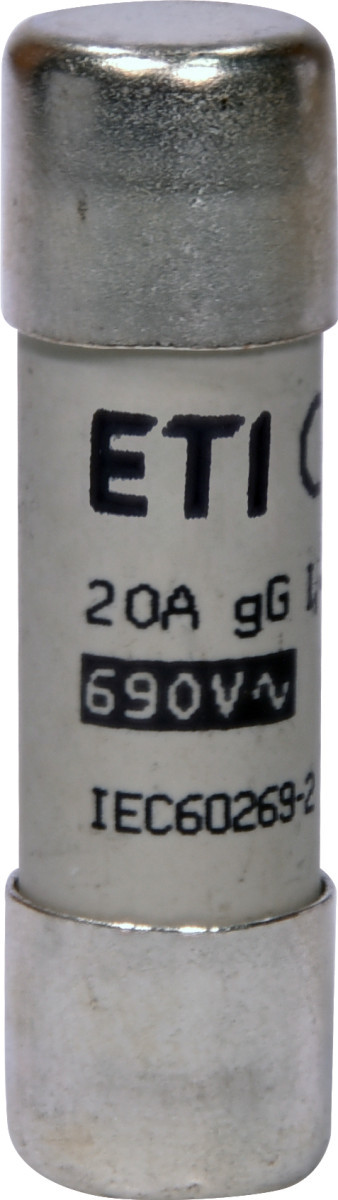 ETI
20A gG
690V~
IEC60269-2